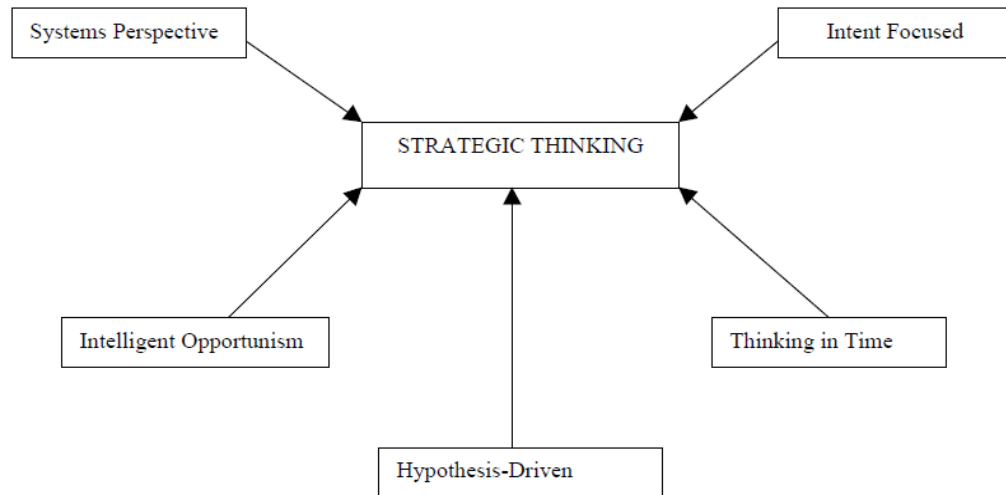 Systems Perspective
Intent Focused
STRATEGIC THINKING
Intelligent Opportunism
Thinking in Time
Hypothesis-Driven